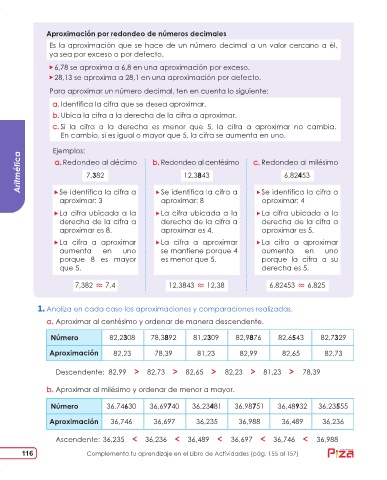 Aproximación por redondeo de números decimales
Es la aproximación que se hace de un número decimal a un valor cercano a él,
ya sea por exceso o por defecto.
6,78 se aproxima a 6,8 en una aproximación por exceso.
28,13 se aproxima a 28,1 en una aproximación por defecto.
Para aproximar un número decimal, ten en cuenta lo siguiente:
a. Identifica la cifra que se desea aproximar.
b. Ubica la cifra a la derecha de la cifra a aproximar.
c. Si la cifra a la derecha es menor que 5, la cifra a aproximar no cambia.
En cambio, si es igual o mayor que 5, la cifra se aumenta en uno.
Aritmética
Ejemplos:
a. Redondeo al décimo
7,382
Se identifica la cifra a
aproximar: 3
La cifra ubicada a la
derecha de la cifra a
aproximar es 8.
La cifra a aproximar
aumenta en uno
porque 8 es mayor
que 5.
7,382 ≈ 7,4
b. Redondeo al centésimo
12,3843
Se identifica la cifra a
aproximar: 8
La cifra ubicada a la
derecha de la cifra a
aproximar es 4.
La cifra a aproximar
se mantiene porque 4
es menor que 5.
12,3843 ≈ 12,38
c. Redondeo al milésimo
6,82453
Se identifica la cifra a
aproximar: 4
La cifra ubicada a la
derecha de la cifra a
aproximar es 5.
La cifra a aproximar
aumenta en uno
porque la cifra a su
derecha es 5.
6,82453 ≈ 6,825
1. Analiza en cada caso las aproximaciones y comparaciones realizadas.
a. Aproximar al centésimo y ordenar de manera descendente.
Número 82,2308 78,3892 81,2309 82,9876 82,6543 82,7329
Aproximación 82,23 78,39 81,23 82,99 82,65 82,73
Descendente: 82,99 > 82,73 > 82,65 > 82,23 > 81,23 > 78,39
b. Aproximar al milésimo y ordenar de menor a mayor.
Número 36,74630 36,69740 36,23481 36,98751 36,48932 36,23555
Aproximación 36,746 36,697 36,235 36,988 36,489 36,236
Ascendente: 36,235 < 36,236 < 36,489 < 36,697 < 36,746 < 36,988
116 Complementa tu aprendizaje en el Libro de Actividades (pág. 155 al 157)